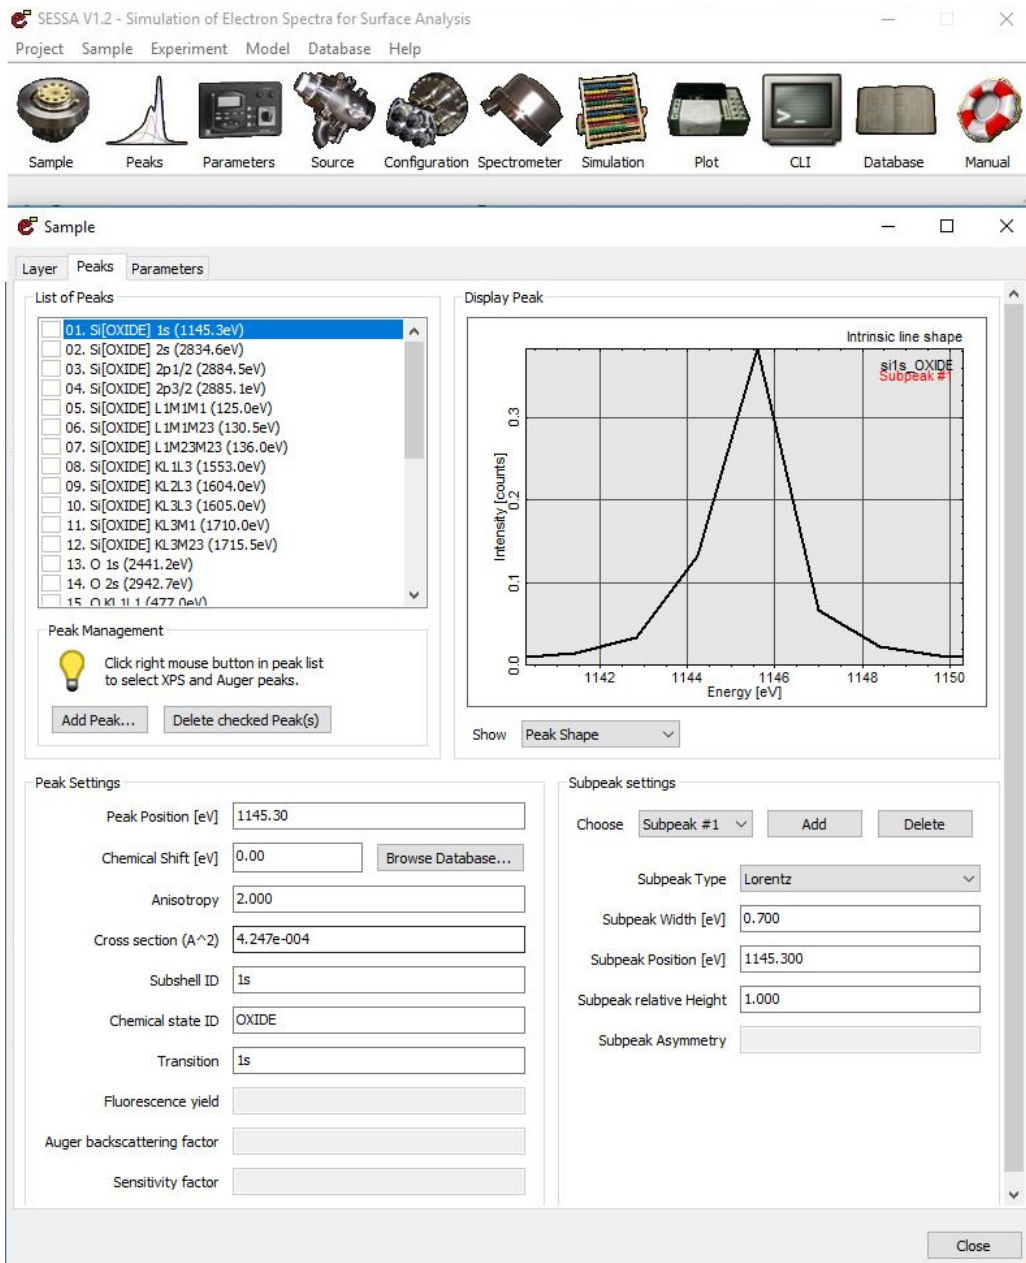 SESSA V1.2 - Simulation of Electron Spectra for Surface Analysis
Project Sample Experiment Model Database Help
Sample Peaks Parameters Source Configuration Spectrometer Simulation Plot CLI Database Manual
Sample
Layer Peaks Parameters
List of Peaks
01. Si[OXIDE] 1s (1145.3eV)
02. Si[OXIDE] 2s (2834.6eV)
03. Si[OXIDE] 2p1/2 (2884.5eV)
04. Si[OXIDE] 2p3/2 (2885.1eV)
05. Si[OXIDE] L1M1M1 (125.0eV)
06. Si[OXIDE] L1M1M23 (130.5eV)
07. Si[OXIDE] L1M23M23 (136.0eV)
08. Si[OXIDE] KL1L3 (1553.0eV)
09. Si[OXIDE] KL2L3 (1604.0eV)
10. Si[OXIDE] KL3L3 (1605.0eV)
11. Si[OXIDE] KL3M1 (1710.0eV)
12. Si[OXIDE] KL3M23 (1715.5eV)
13. O 1s (2441.2eV)
14. O 2s (2942.7eV)
15. O KL1L1 (477.0eV)
Peak Management
Click right mouse button in peak list
to select XPS and Auger peaks.
Add Peak... Delete checked Peak(s)
Display Peak
Intrinsic line shape
si1s_OXIDE
Subpeak #1
Intensity [counts]
0.3
0.2
0.1
0.0
1142 1144 1146 1148 1150
Energy [eV]
Show Peak Shape
Peak Settings
Peak Position [eV] 1145.30
Chemical Shift [eV] 0.00 Browse Database...
Anisotropy 2.000
Cross section (A^2) 4.247e-004
Subshell ID 1s
Chemical state ID OXIDE
Transition 1s
Fluorescence yield
Auger backscattering factor
Sensitivity factor
Subpeak settings
Choose Subpeak #1 Add Delete
Subpeak Type Lorentz
Subpeak Width [eV] 0.700
Subpeak Position [eV] 1145.300
Subpeak relative Height 1.000
Subpeak Asymmetry
Close